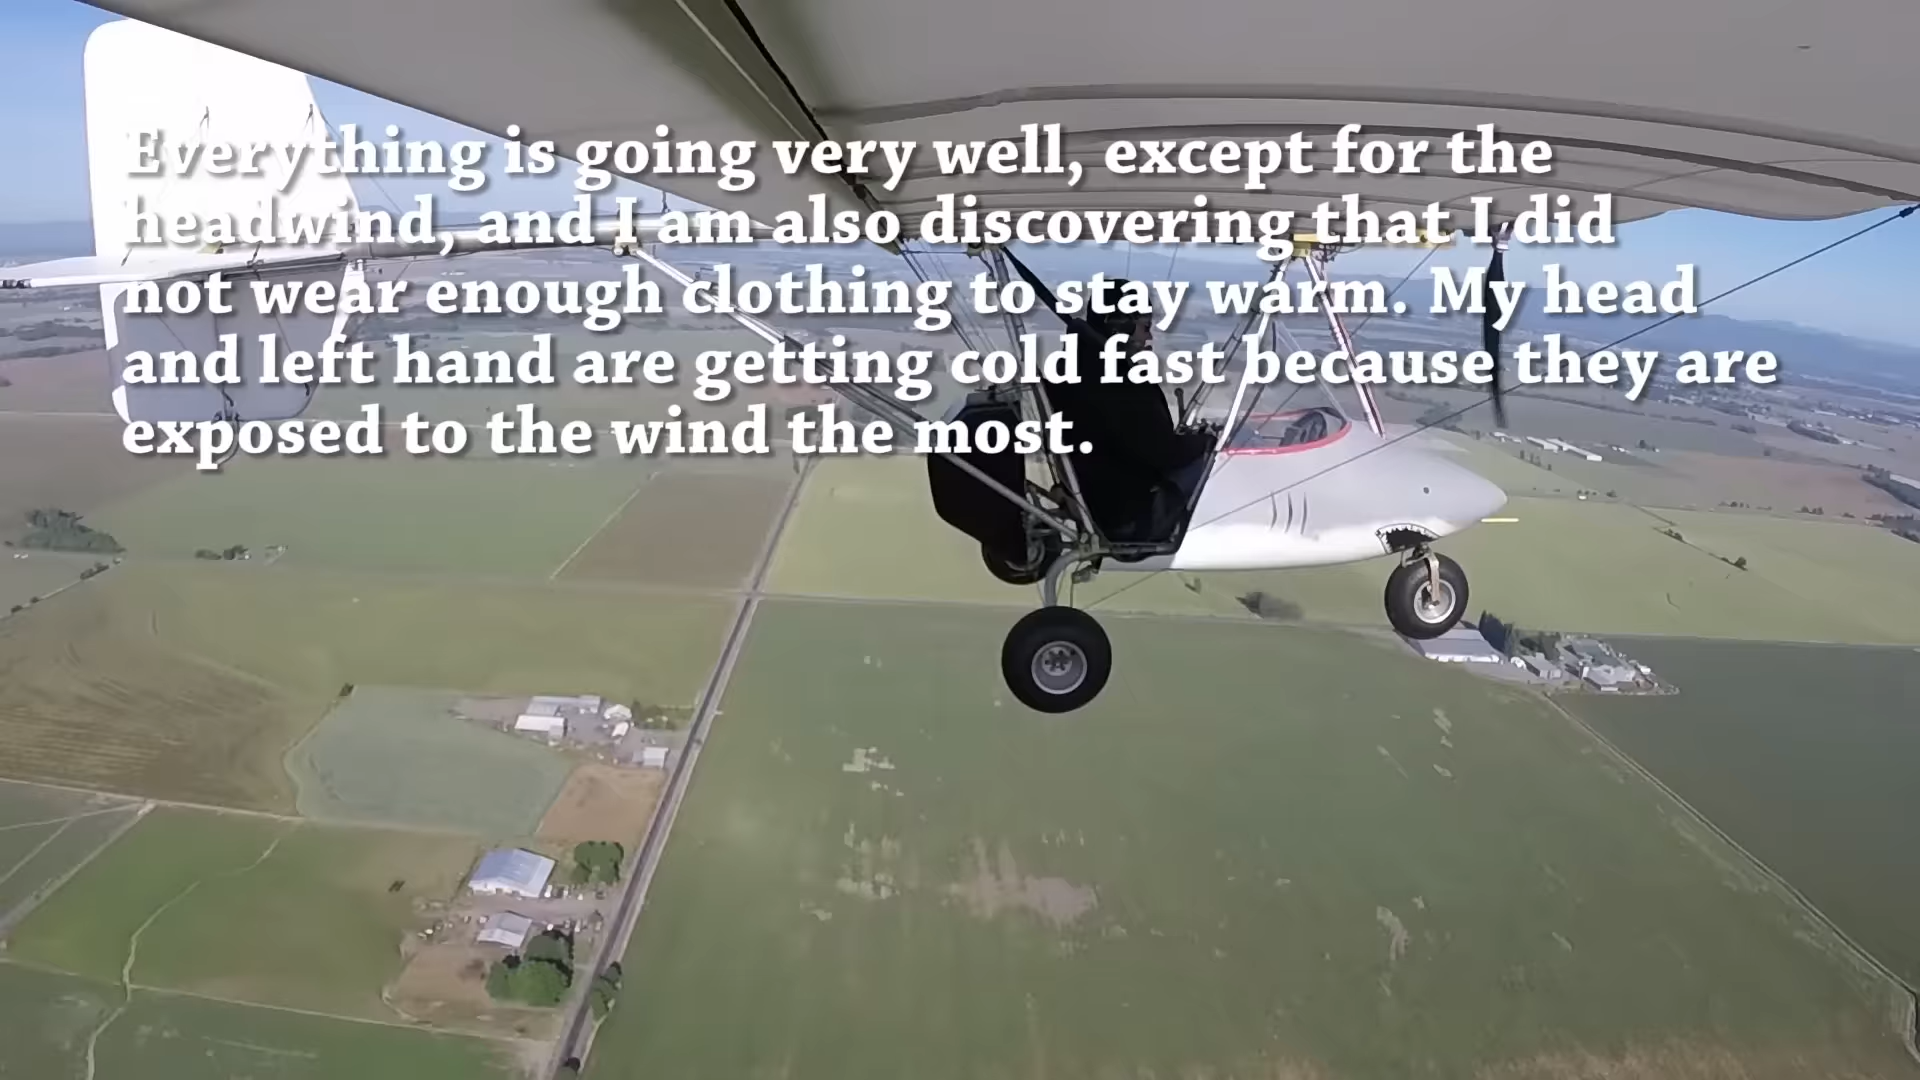 Everything is going very well, except for the
headwind, and I am also discovering that I did
not wear enough clothing to stay warm. My head
and left hand are getting cold fast because they are
exposed to the wind the most.